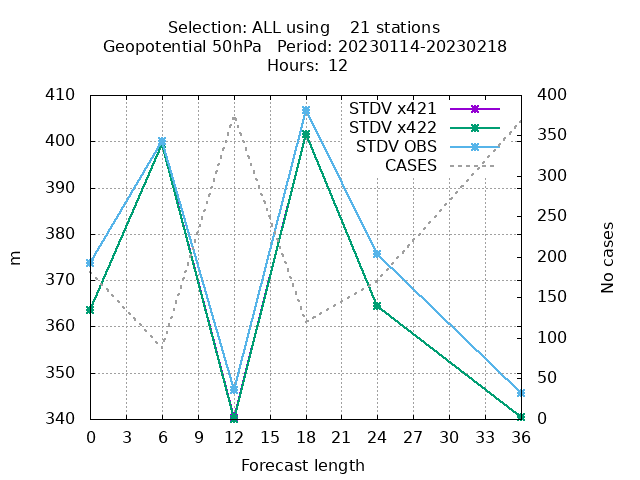 Selection: ALL using    21 stations
Geopotential 50hPa   Period: 20230114-20230218
Hours:  12
STDV x421
STDV x422
STDV OBS
CASES
410
400
390
380
370
360
350
340
m
400
350
300
250
200
150
100
50
0
No cases
0 3 6 9 12 15 18 21 24 27 30 33 36
Forecast length